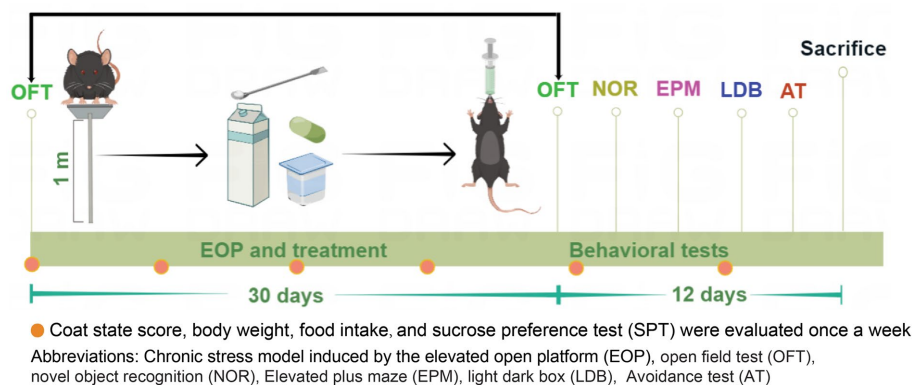 Sacrifice
OFT
OFT NOR EPM LDB AT
1 m
EOP and treatment Behavioral tests
30 days 12 days
Coat state score, body weight, food intake, and sucrose preference test (SPT) were evaluated once a week
Abbreviations: Chronic stress model induced by the elevated open platform (EOP), open field test (OFT),
novel object recognition (NOR), Elevated plus maze (EPM), light dark box (LDB), Avoidance test (AT)